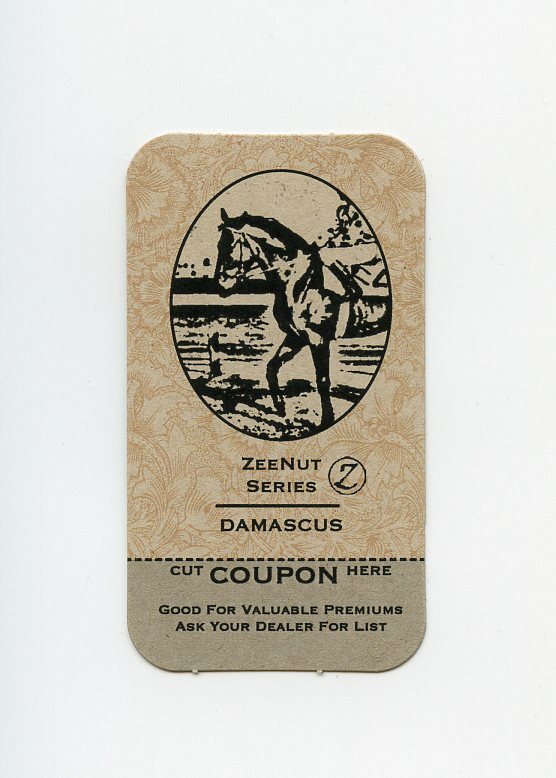 ZEENUT
SERIES Z
DAMASCUS
CUT COUPON HERE
GOOD FOR VALUABLE PREMIUMS
ASK YOUR DEALER FOR LIST